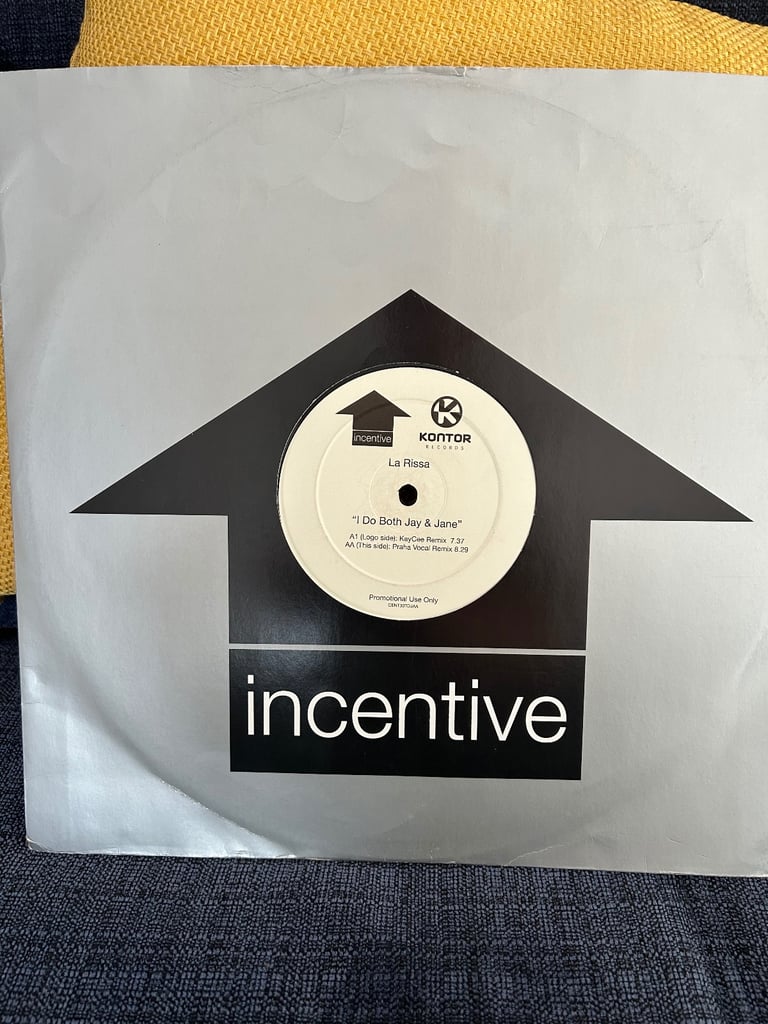 incentive
KONTOR
RECORDS
La Rissa
"I Do Both Jay & Jane"
A1 (Logo side): KayCee Remix 7.37
AA (This side): Praha Vocal Remix 8.29
Promotional Use Only
incentive